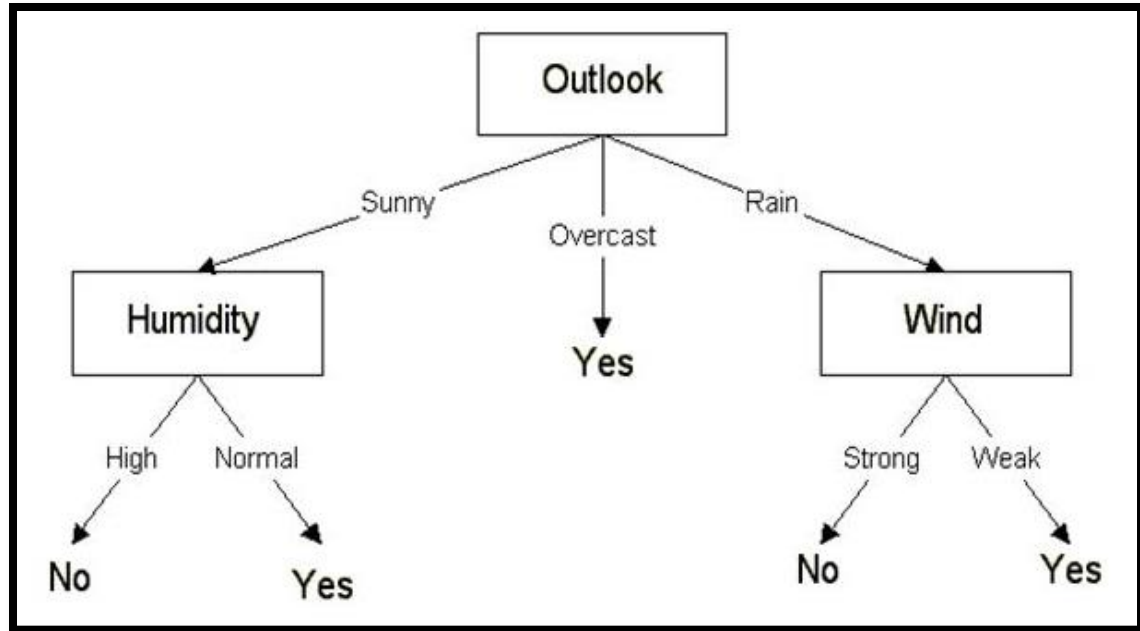 Outlook
Sunny
Overcast
Rain
Humidity
Yes
Wind
High
Normal
Strong
Weak
No
Yes
No
Yes